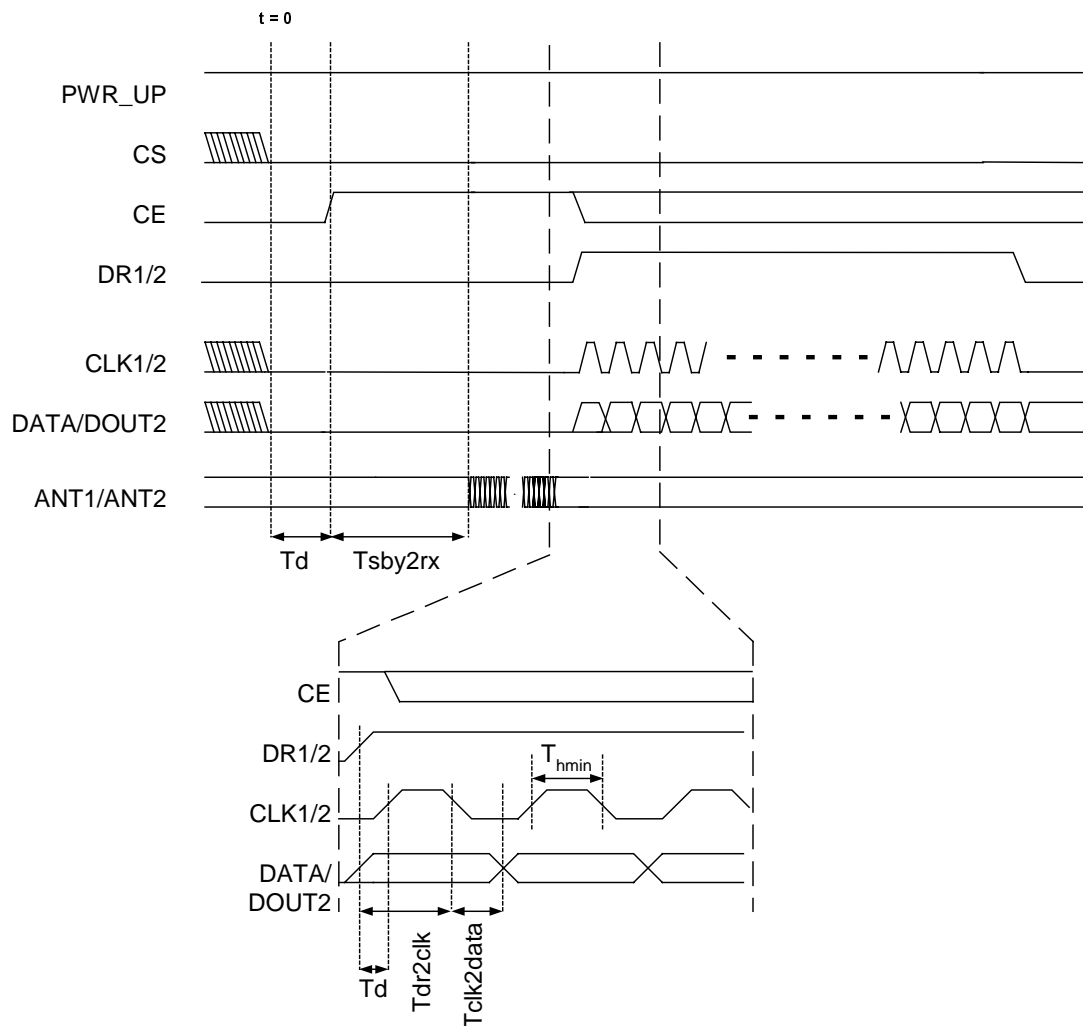 t = 0
PWR_UP
CS
CE
DR1/2
CLK1/2
DATA/DOUT2
ANT1/ANT2
Td
Tsby2rx
CE
DR1/2
Thmin
CLK1/2
DATA/
DOUT2
Td
Tdr2clk
Tclk2data